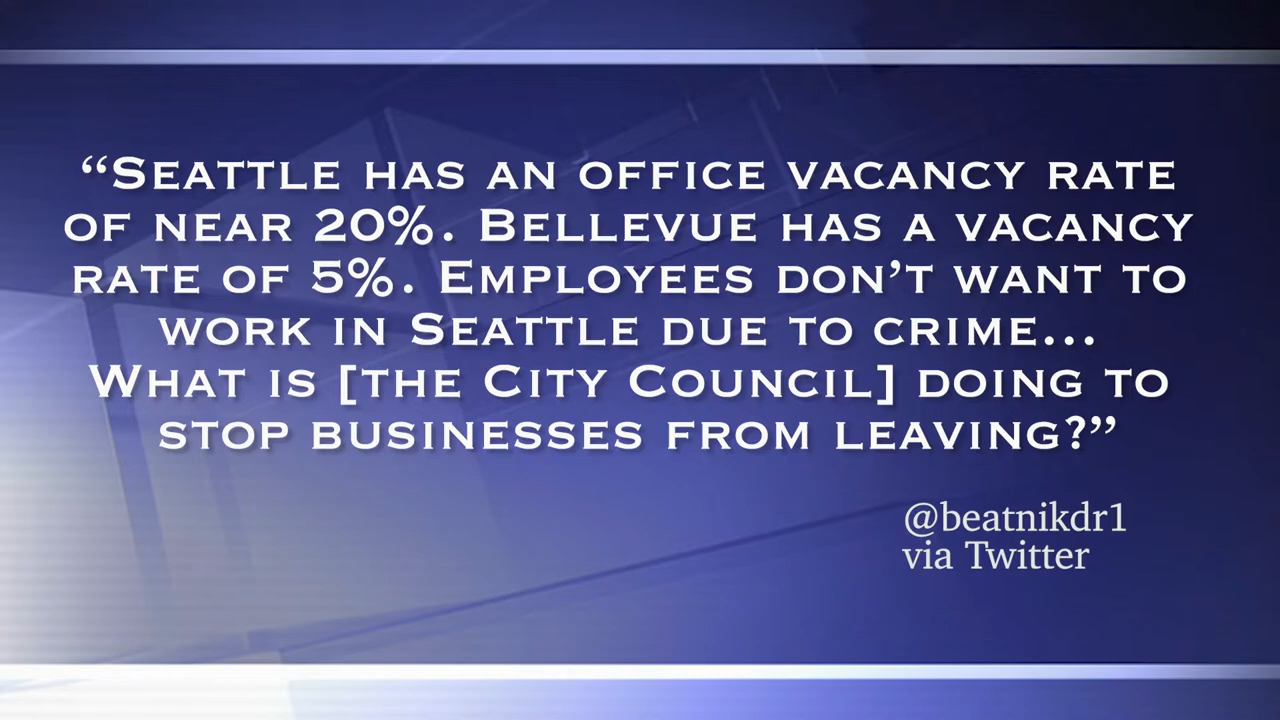 “Seattle has an office vacancy rate
of near 20%. Bellevue has a vacancy
rate of 5%. Employees don’t want to
work in Seattle due to crime...
What is [the City Council] doing to
stop businesses from leaving?”
@beatnikdr1
via Twitter